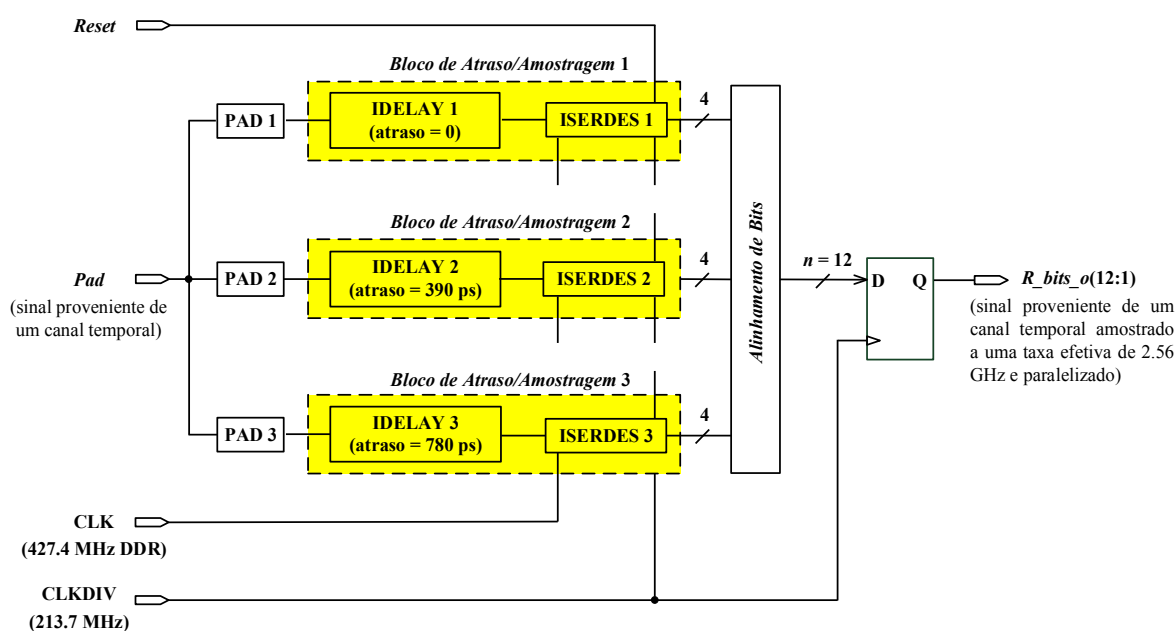 Reset
Bloco de Atraso/Amostragem 1
PAD 1
IDELAY 1
(atraso = 0)
ISERDES 1
4
Bloco de Atraso/Amostragem 2
Pad
(sinal proveniente de
um canal temporal)
PAD 2
IDELAY 2
(atraso = 390 ps)
ISERDES 2
4
Alinhamento de Bits
n = 12
D Q
R_bits_o(12:1)
(sinal proveniente de um
canal temporal amostrado
a uma taxa efetiva de 2.56
GHz e paralelizado)
Bloco de Atraso/Amostragem 3
PAD 3
IDELAY 3
(atraso = 780 ps)
ISERDES 3
4
CLK
(427.4 MHz DDR)
CLKDIV
(213.7 MHz)